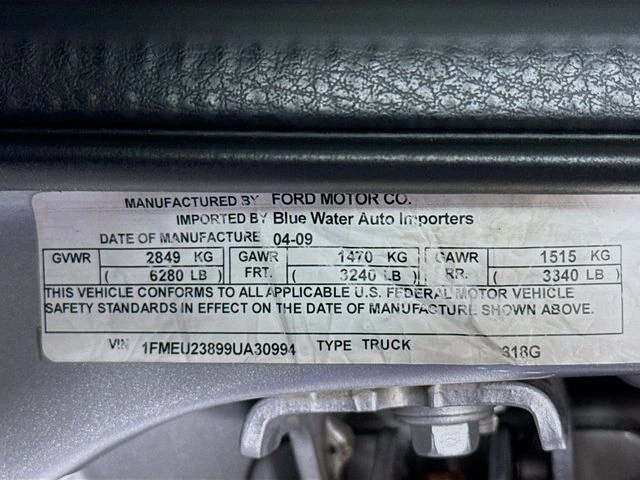 MANUFACTURED BY FORD MOTOR CO.
IMPORTED BY Blue Water Auto Importers
DATE OF MANUFACTURE 04-09
GVWR 2849 KG GAWR 1470 KG GAWR 1515 KG
( 6280 LB ) FRT. ( 3240 LB ) RR. ( 3340 LB )
THIS VEHICLE CONFORMS TO ALL APPLICABLE U.S. FEDERAL MOTOR VEHICLE
SAFETY STANDARDS IN EFFECT ON THE DATE OF MANUFACTURE SHOWN ABOVE.
VIN 1FMEU23899UA30994 TYPE TRUCK 318G